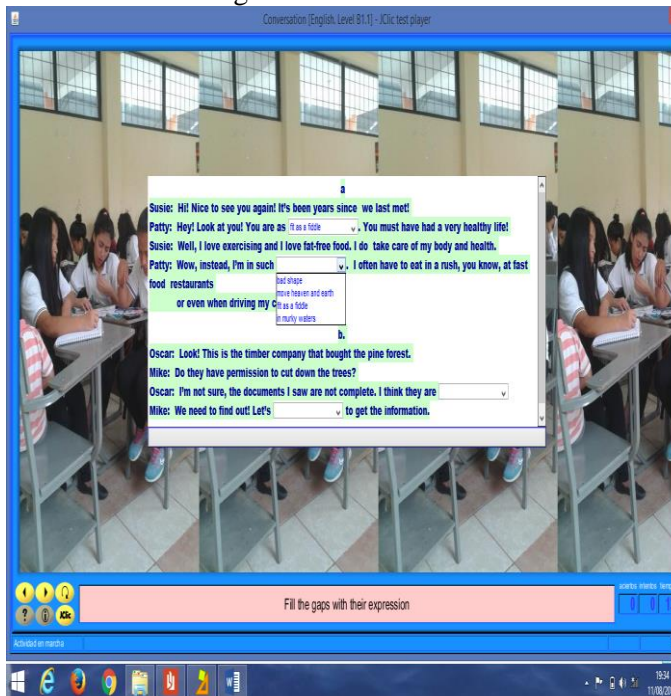 Conversation [English. Level B1.1] - JClic test player
a
Susie: Hi! Nice to see you again! It's been years since we last met!
Patty: Hey! Look at you! You are as fit as a fiddle . You must have had a very healthy life!
Susie: Well, I love exercising and I love fat-free food. I do take care of my body and health.
Patty: Wow, instead, I'm in such . I often have to eat in a rush, you know, at fast
food restaurants
bad shape
move heaven and earth
or even when driving my c
fit as a fiddle
in murky waters
b.
Oscar: Look! This is the timber company that bought the pine forest.
Mike: Do they have permission to cut down the trees?
Oscar: I'm not sure, the documents I saw are not complete. I think they are
Mike: We need to find out! Let's to get the information.
Fill the gaps with their expression
aciertos intentos
0 0
JClic
Actividad en marcha
19:34